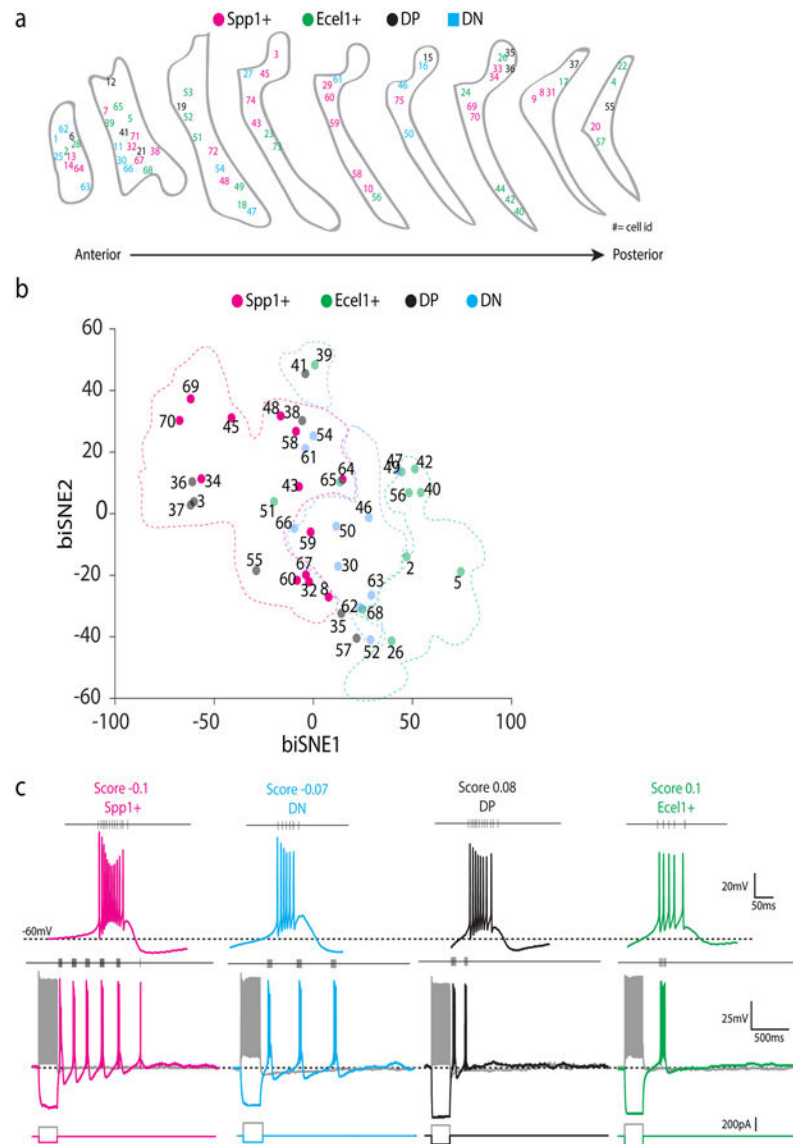 a
Spp1+ Ecel1+ DP DN
62 1 6 28 2 25 13 14 64 63
12 7 65 5 39 41 71 11 32 21 38 30 67 66 68
53 19 52 51 72 54 48 49 18 47
3 27 45 74 43 23 73
61 29 60 59 58 10 56
15 16 46 75 50
35 26 33 36 34 24 69 70 44 42 40
37 17 8 31 9
22 4 55 20 57
#= cell id
Anterior Posterior
b
Spp1+ Ecel1+ DP DN
60
40
20
0
-20
-40
-60
biSNE2
41 39
69
70 45 48 38 58 54
61
36 34 43 65 64 49 47 42
37 3 51 56 40
66 59 50 46
55 67 30 2 5
60 32 8 63
62 68
35
57 52 26
-100 -50 0 50 100
biSNE1
c
Score -0.1 Score -0.07 Score 0.08 Score 0.1
Spp1+ DN DP Ecel1+
20mV
50ms
-60mV
25mV
500ms
200pA